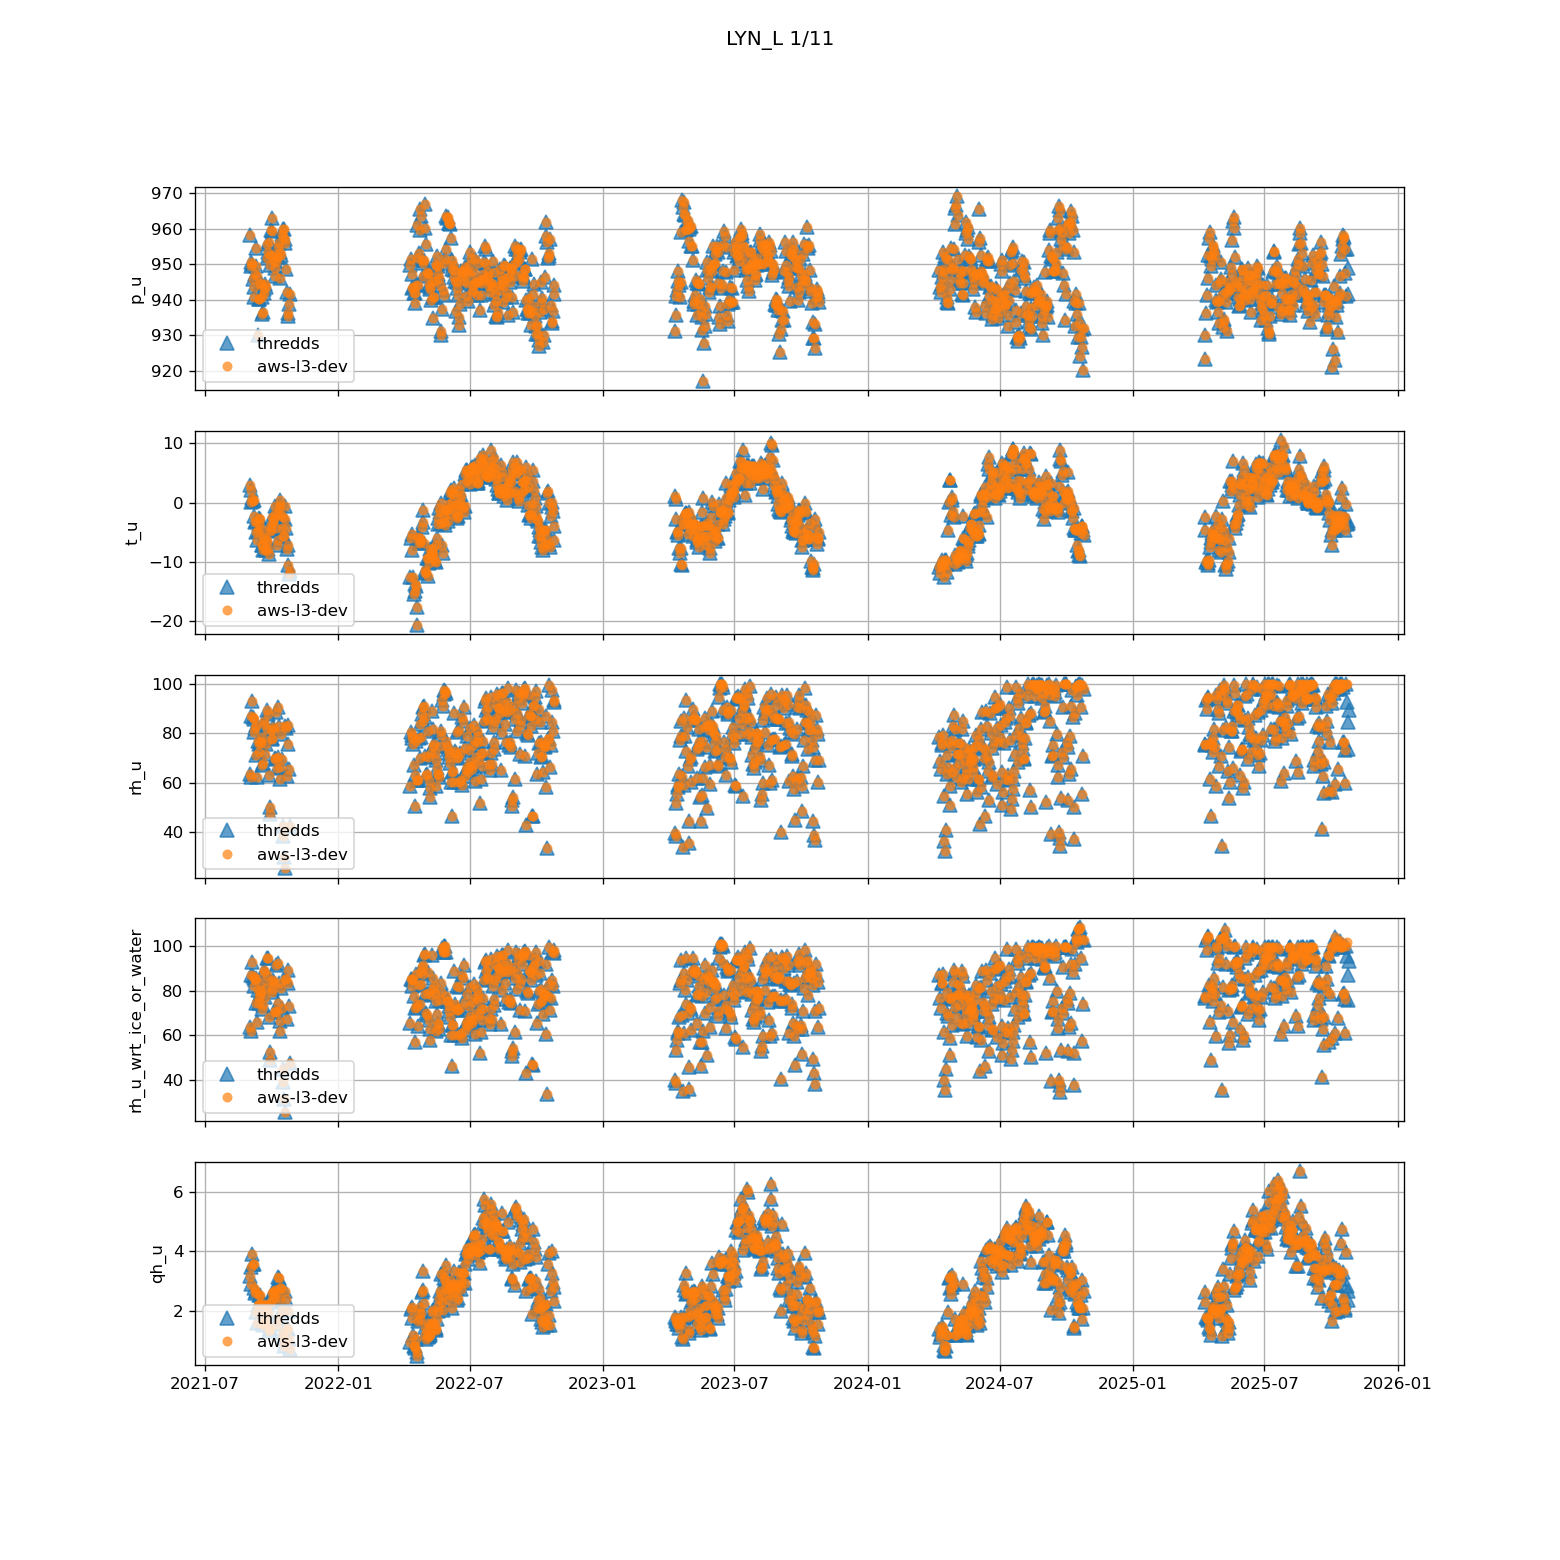 LYN_L 1/11
970
960
950
940
930
920
p_u
thredds
aws-l3-dev
10
0
−10
−20
t_u
thredds
aws-l3-dev
100
80
60
40
rh_u
thredds
aws-l3-dev
100
80
60
40
rh_u_wrt_ice_or_water
thredds
aws-l3-dev
6
4
2
qh_u
thredds
aws-l3-dev
2021-07 2022-01 2022-07 2023-01 2023-07 2024-01 2024-07 2025-01 2025-07 2026-01